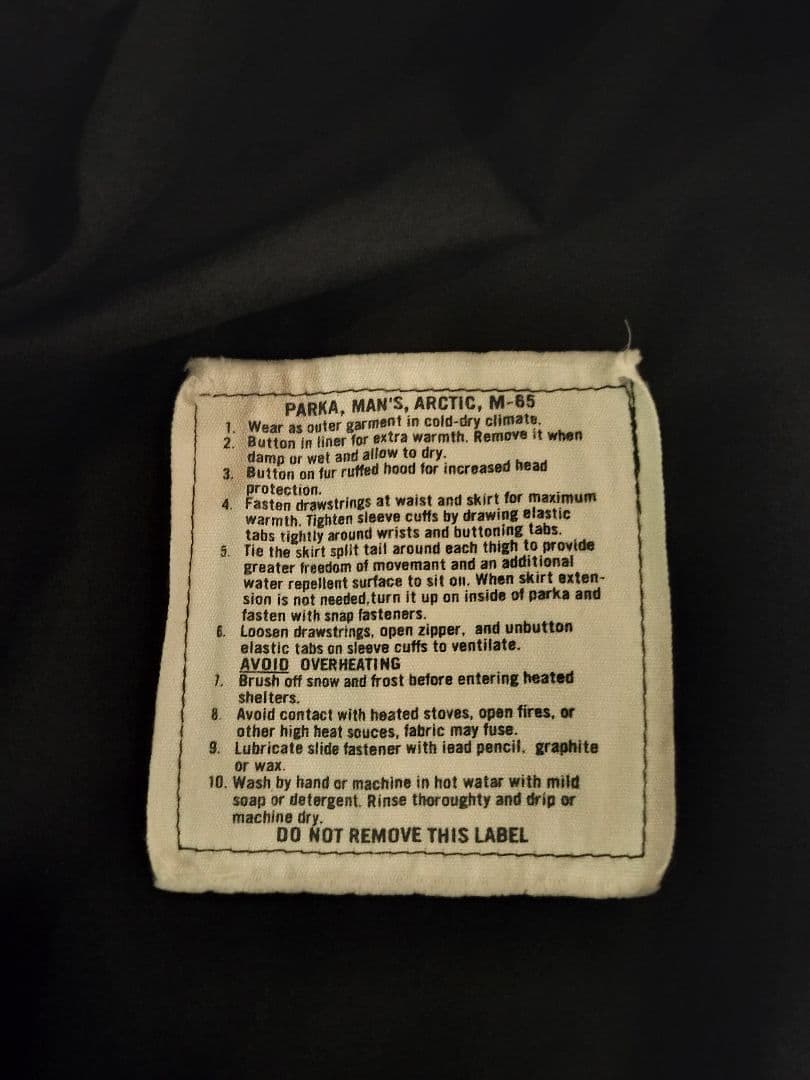 PARKA, MAN'S, ARCTIC, M-65
1. Wear as outer garment in cold-dry climate.
2. Button in liner for extra warmth. Remove it when
damp or wet and allow to dry.
3. Button on fur ruffed hood for increased head
protection.
4. Fasten drawstrings at waist and skirt for maximum
warmth. Tighten sleeve cuffs by drawing elastic
tabs tightly around wrists and buttoning tabs.
5. Tie the skirt split tail around each thigh to provide
greater freedom of movemant and an additional
water repellent surface to sit on. When skirt exten-
sion is not needed,turn it up on inside of parka and
fasten with snap fasteners.
6. Loosen drawstrings, open zipper, and unbutton
elastic tabs on sleeve cuffs to ventilate.
AVOID OVERHEATING
7. Brush off snow and frost before entering heated
shelters.
8. Avoid contact with heated stoves, open fires, or
other high heat souces, fabric may fuse.
9. Lubricate slide fastener with lead pencil, graphite
or wax.
10. Wash by hand or machine in hot watar with mild
soap or detergent. Rinse thoroughty and drip or
machine dry.
DO NOT REMOVE THIS LABEL